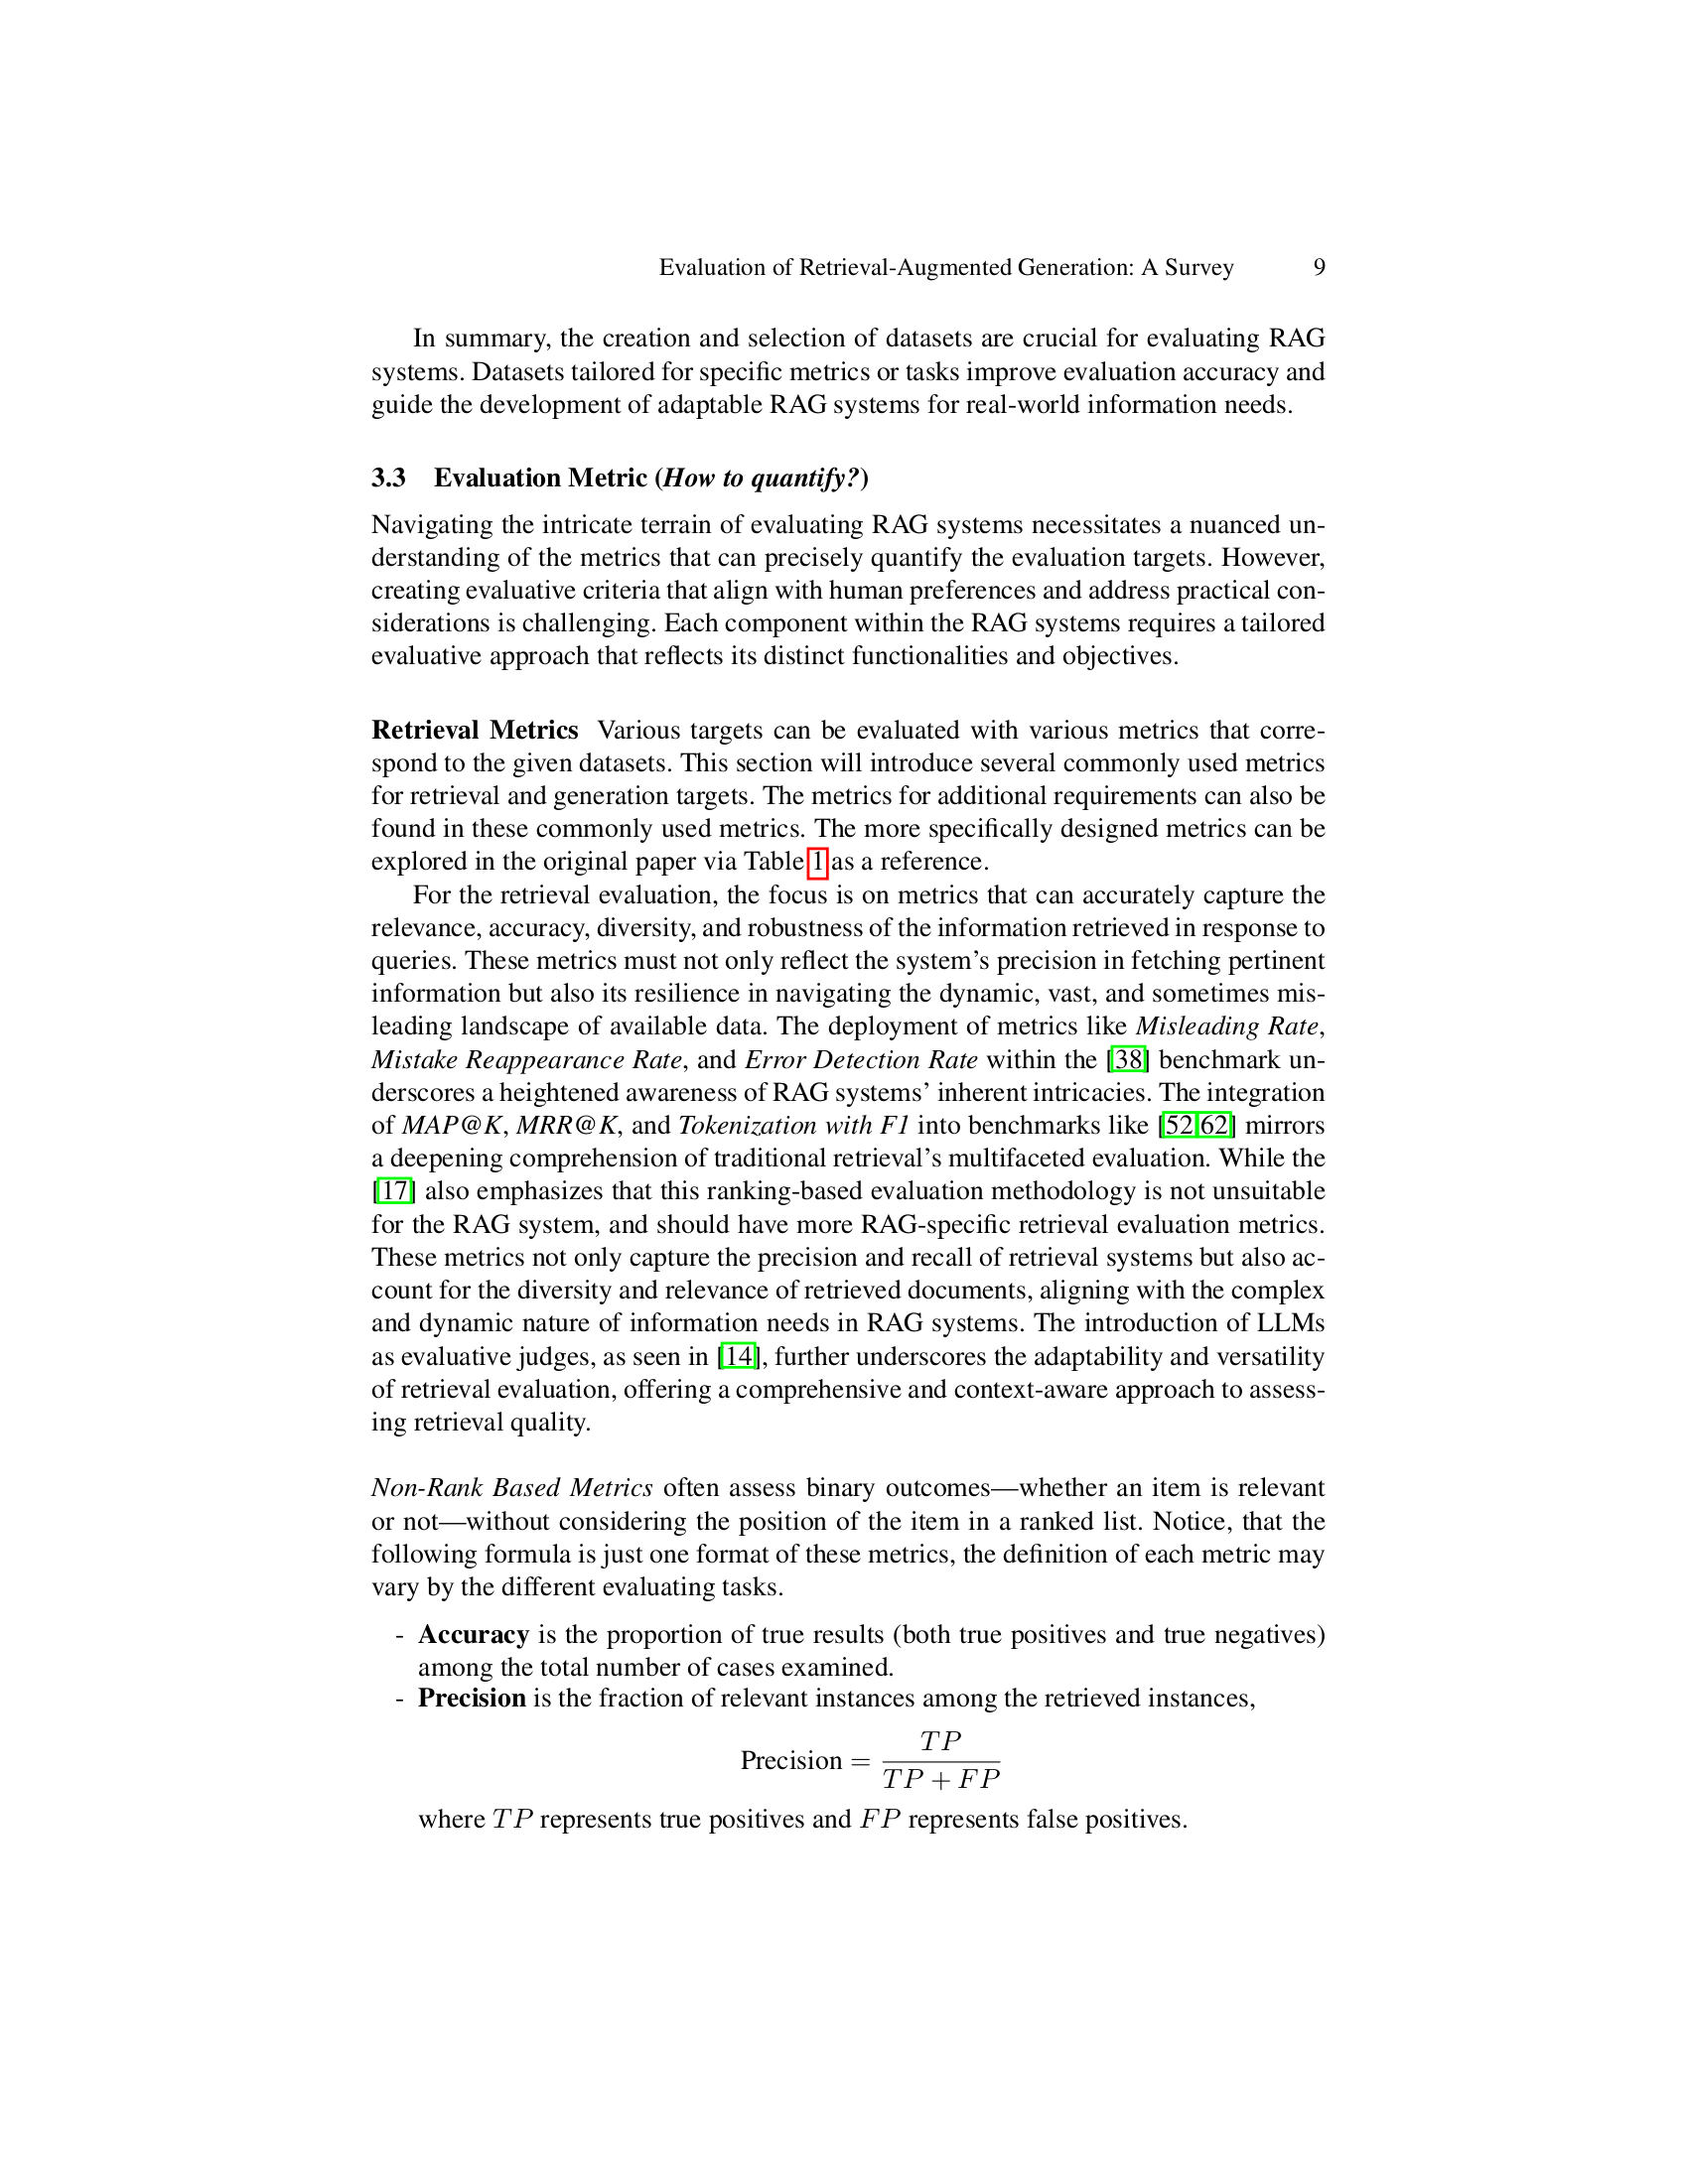 Evaluation of Retrieval-Augmented Generation: A Survey 9
In summary, the creation and selection of datasets are crucial for evaluating RAG
systems. Datasets tailored for specific metrics or tasks improve evaluation accuracy and
guide the development of adaptable RAG systems for real-world information needs.
3.3 Evaluation Metric (How to quantify?)
Navigating the intricate terrain of evaluating RAG systems necessitates a nuanced un-
derstanding of the metrics that can precisely quantify the evaluation targets. However,
creating evaluative criteria that align with human preferences and address practical con-
siderations is challenging. Each component within the RAG systems requires a tailored
evaluative approach that reflects its distinct functionalities and objectives.
Retrieval Metrics Various targets can be evaluated with various metrics that corre-
spond to the given datasets. This section will introduce several commonly used metrics
for retrieval and generation targets. The metrics for additional requirements can also be
found in these commonly used metrics. The more specifically designed metrics can be
explored in the original paper via Table 1 as a reference.
For the retrieval evaluation, the focus is on metrics that can accurately capture the
relevance, accuracy, diversity, and robustness of the information retrieved in response to
queries. These metrics must not only reflect the system's precision in fetching pertinent
information but also its resilience in navigating the dynamic, vast, and sometimes mis-
leading landscape of available data. The deployment of metrics like Misleading Rate,
Mistake Reappearance Rate, and Error Detection Rate within the [38] benchmark un-
derscores a heightened awareness of RAG systems' inherent intricacies. The integration
of MAP@K, MRR@K, and Tokenization with F1 into benchmarks like [52,62] mirrors
a deepening comprehension of traditional retrieval's multifaceted evaluation. While the
[17] also emphasizes that this ranking-based evaluation methodology is not unsuitable
for the RAG system, and should have more RAG-specific retrieval evaluation metrics.
These metrics not only capture the precision and recall of retrieval systems but also ac-
count for the diversity and relevance of retrieved documents, aligning with the complex
and dynamic nature of information needs in RAG systems. The introduction of LLMs
as evaluative judges, as seen in [14], further underscores the adaptability and versatility
of retrieval evaluation, offering a comprehensive and context-aware approach to assess-
ing retrieval quality.
Non-Rank Based Metrics often assess binary outcomes—whether an item is relevant
or not—without considering the position of the item in a ranked list. Notice, that the
following formula is just one format of these metrics, the definition of each metric may
vary by the different evaluating tasks.
- Accuracy is the proportion of true results (both true positives and true negatives)
among the total number of cases examined.
- Precision is the fraction of relevant instances among the retrieved instances,
Precision = TP / (TP + FP)
where TP represents true positives and FP represents false positives.